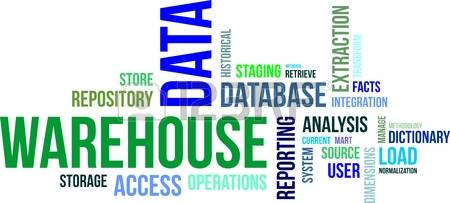 DATA
HISTORICAL
STAGING
METADATA
RETRIEVE
EXTRACTION
TRANSFORM
STORE
REPOSITORY
DATABASE
FACTS
INTEGRATION
WAREHOUSE
REPORTING
ANALYSIS
MANAGE
METHODOLOGY
DICTIONARY
CURRENT
MART
SYSTEM
SOURCE
DIMENSIONS
LOAD
STORAGE
ACCESS
OPERATIONS
USER
NORMALIZATION